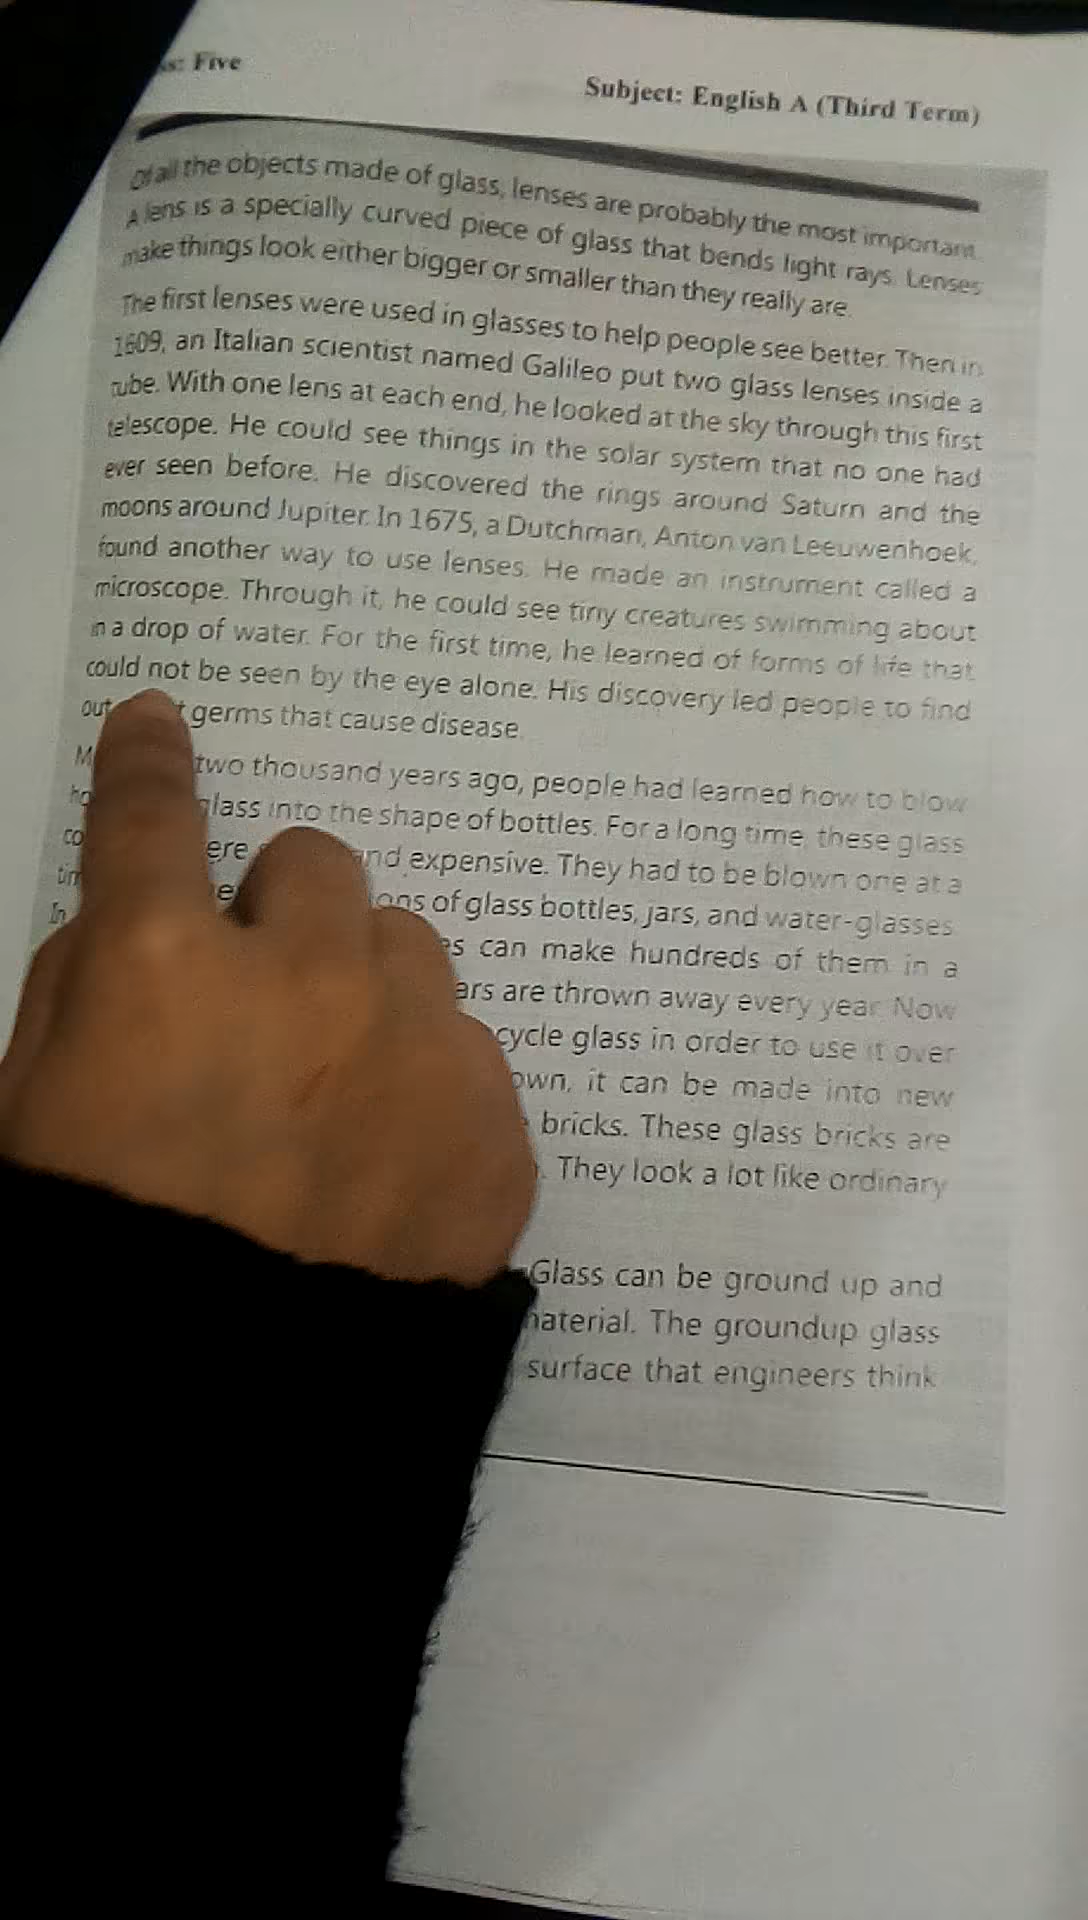 s: Five
Subject: English A (Third Term)
Of all the objects made of glass, lenses are probably the most important.
A lens is a specially curved piece of glass that bends light rays. Lenses
make things look either bigger or smaller than they really are.
The first lenses were used in glasses to help people see better. Then in
1609, an Italian scientist named Galileo put two glass lenses inside a
tube. With one lens at each end, he looked at the sky through this first
telescope. He could see things in the solar system that no one had
ever seen before. He discovered the rings around Saturn and the
moons around Jupiter. In 1675, a Dutchman, Anton van Leeuwenhoek,
found another way to use lenses. He made an instrument called a
microscope. Through it, he could see tiny creatures swimming about
in a drop of water. For the first time, he learned of forms of life that
could not be seen by the eye alone. His discovery led people to find
out germs that cause disease.
two thousand years ago, people had learned how to blow
glass into the shape of bottles. For a long time, these glass
and expensive. They had to be blown one at a
of glass bottles, jars, and water-glasses
can make hundreds of them in a
are thrown away every year. Now
glass in order to use it over
it can be made into new
bricks. These glass bricks are
They look a lot like ordinary
Glass can be ground up and
material. The groundup glass
surface that engineers think